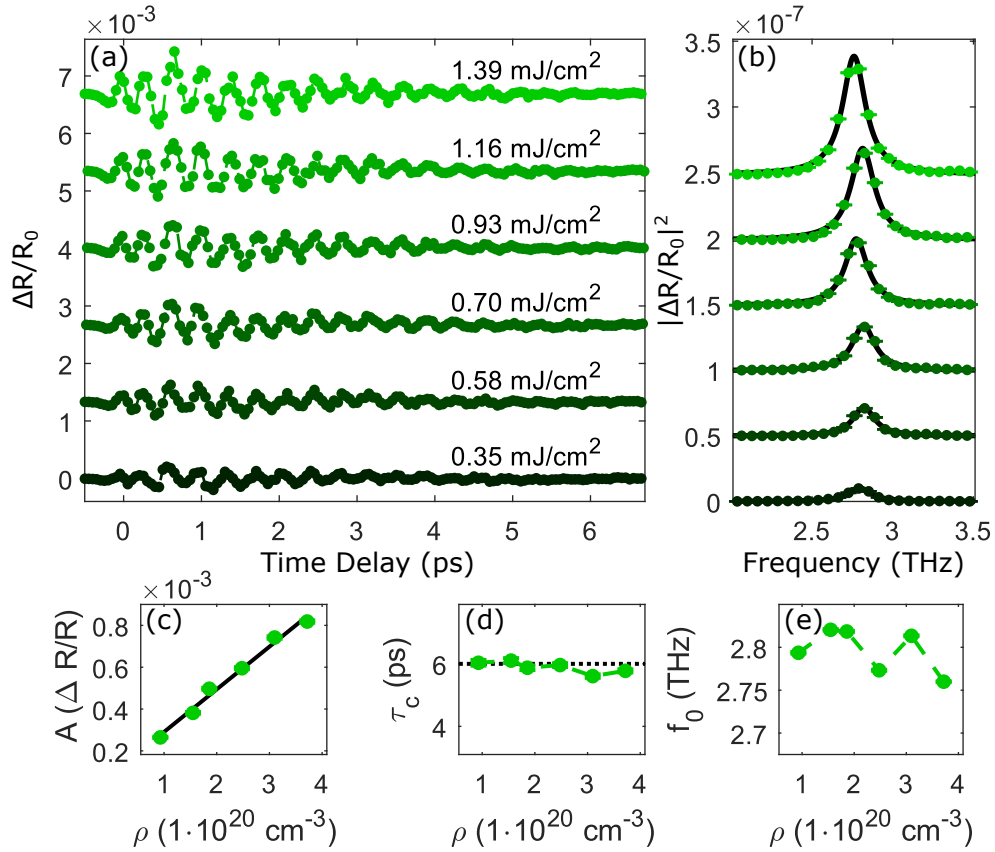 × 10⁻³
(a)
7
6
5
4
3
2
1
0
ΔR/R₀
1.39 mJ/cm²
1.16 mJ/cm²
0.93 mJ/cm²
0.70 mJ/cm²
0.58 mJ/cm²
0.35 mJ/cm²
0 1 2 3 4 5 6
Time Delay (ps)
× 10⁻⁷
(b)
3.5
3
2.5
2
1.5
1
0.5
0
|ΔR/R₀|²
2.5 3 3.5
Frequency (THz)
× 10⁻³
(c)
0.8
0.6
0.4
0.2
A (Δ R/R)
1 2 3 4
ρ (1·10²⁰ cm⁻³)
(d)
8
6
4
τ_c (ps)
1 2 3 4
ρ (1·10²⁰ cm⁻³)
(e)
2.8
2.75
2.7
f₀ (THz)
1 2 3 4
ρ (1·10²⁰ cm⁻³)